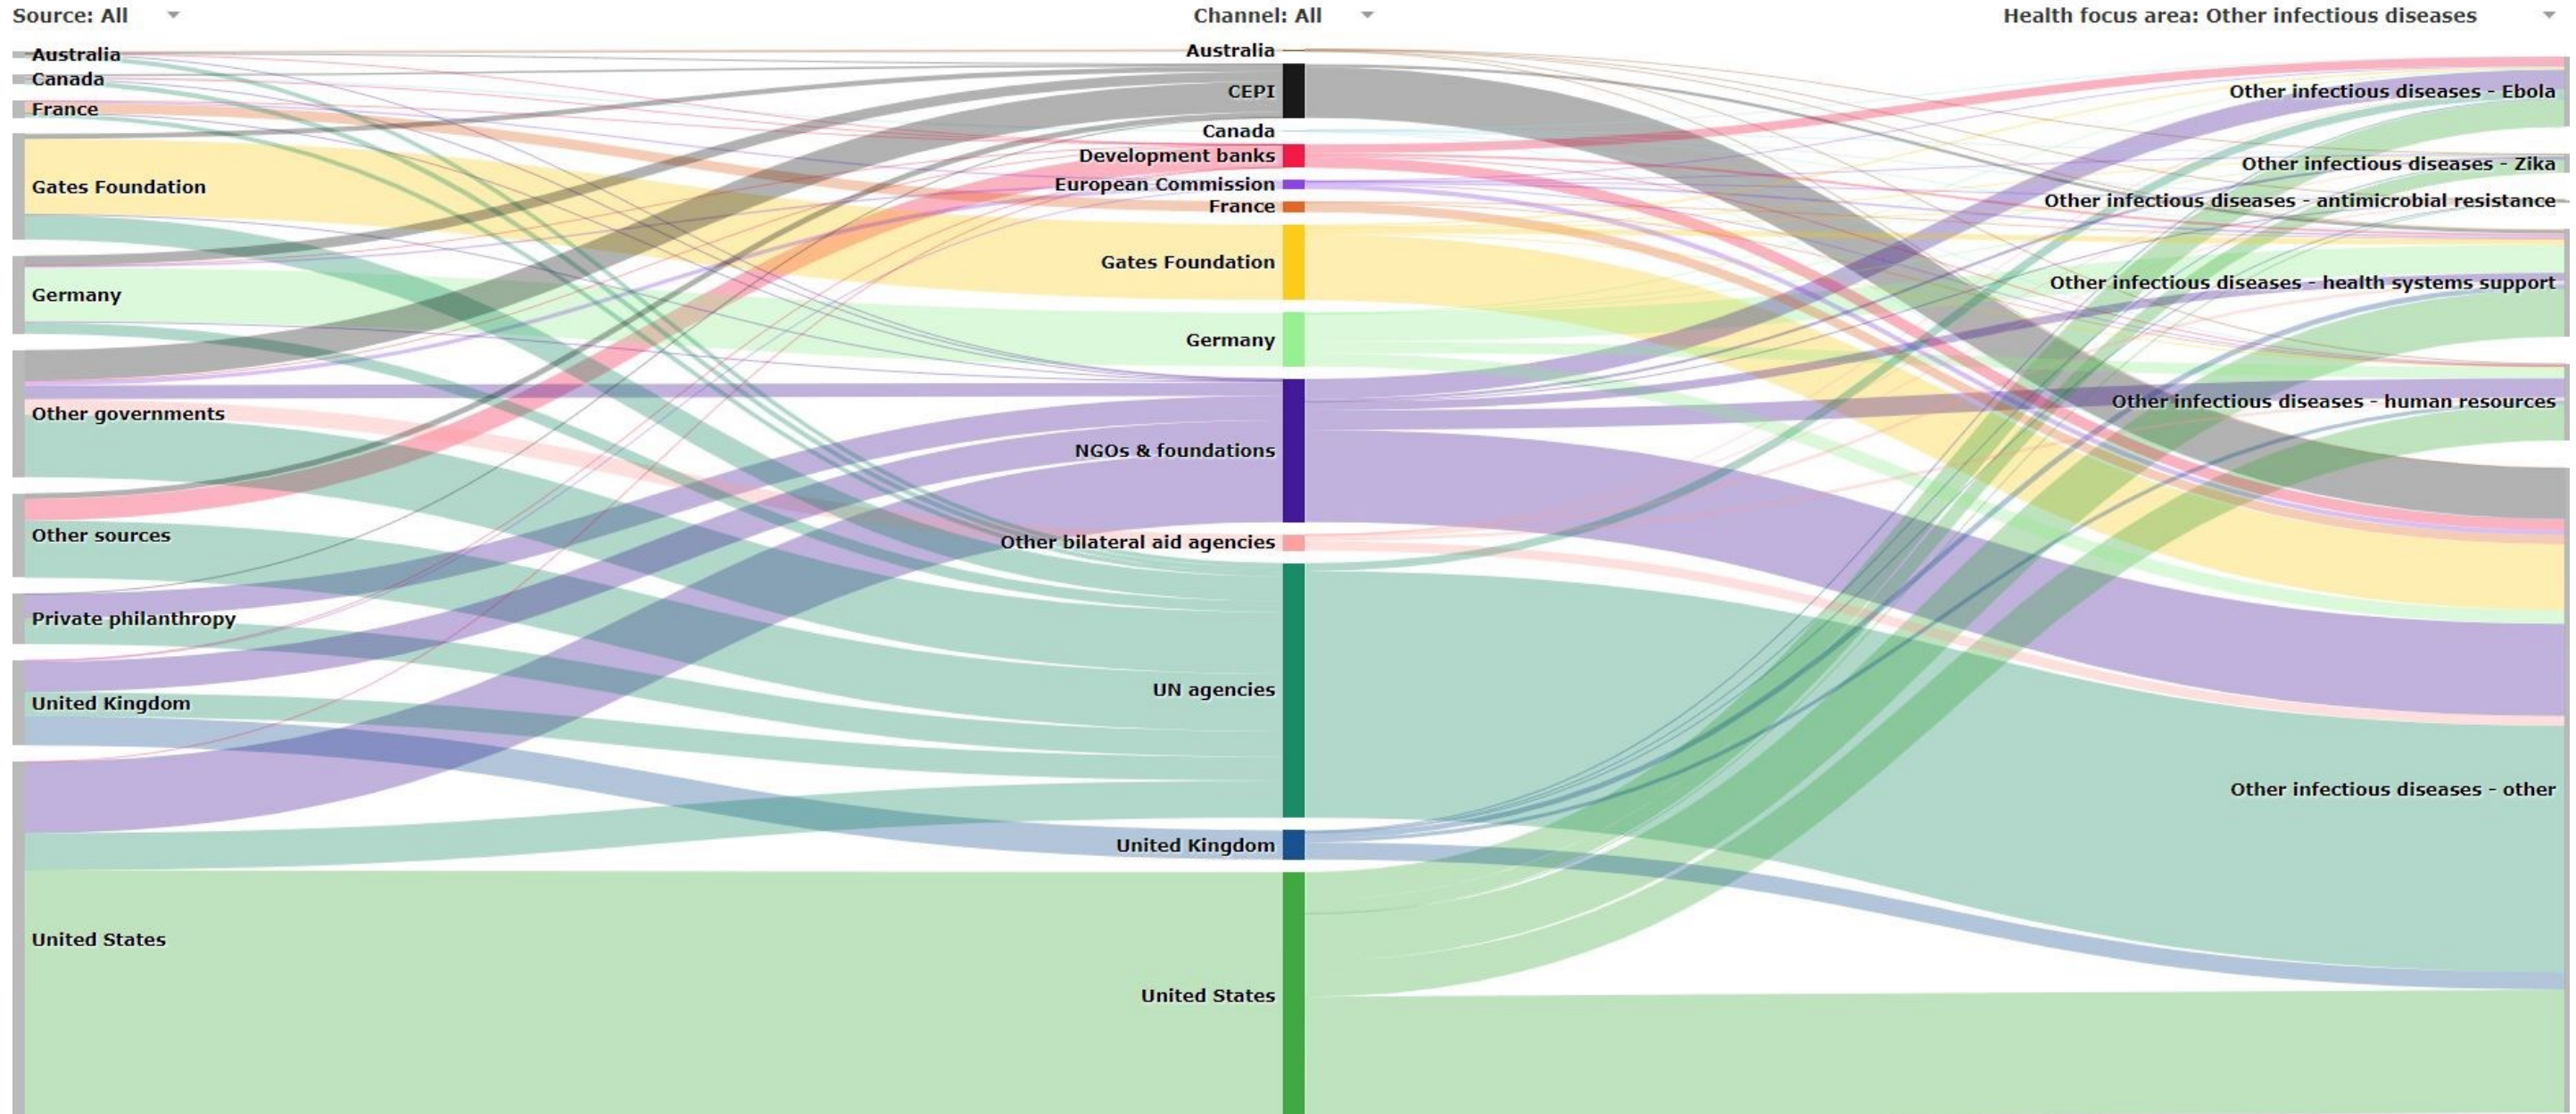 Source: All
Channel: All
Health focus area: Other infectious diseases
Australia
Canada
France
Gates Foundation
Germany
Other governments
Other sources
Private philanthropy
United Kingdom
United States
Australia
CEPI
Canada
Development banks
European Commission
France
Gates Foundation
Germany
NGOs & foundations
Other bilateral aid agencies
UN agencies
United Kingdom
United States
Other infectious diseases - Ebola
Other infectious diseases - Zika
Other infectious diseases - antimicrobial resistance
Other infectious diseases - health systems support
Other infectious diseases - human resources
Other infectious diseases - other